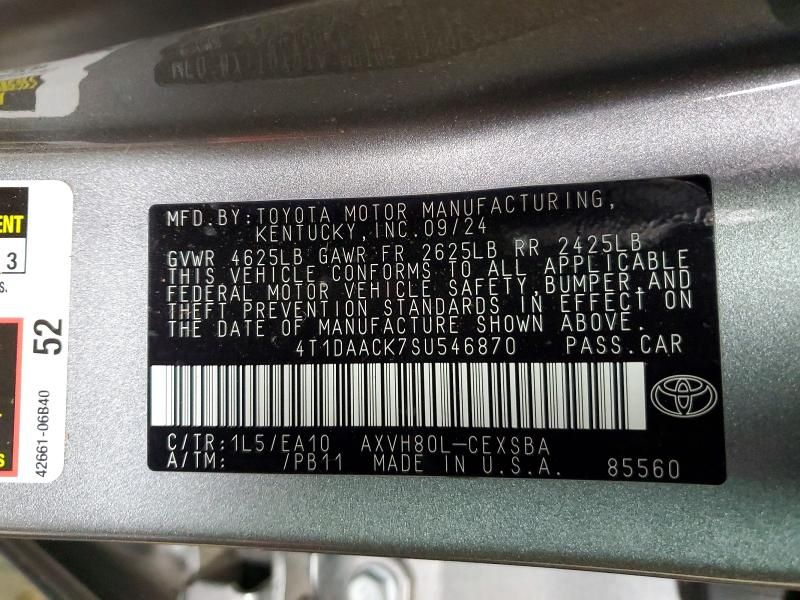 MFD.BY:TOYOTA MOTOR MANUFACTURING,
KENTUCKY,INC.09/24
GVWR 4625LB GAWR FR 2625LB RR 2425LB
THIS VEHICLE CONFORMS TO ALL APPLICABLE
FEDERAL MOTOR VEHICLE SAFETY,BUMPER,AND
THEFT PREVENTION STANDARDS IN EFFECT ON
THE DATE OF MANUFACTURE SHOWN ABOVE.
4T1DAACK7SU546870 PASS.CAR
C/TR:1L5/EA10 AXVH80L-CEXSBA
A/TM: /PB11 MADE IN U.S.A. 85560
ENT
3
S.
52
42661-06B40